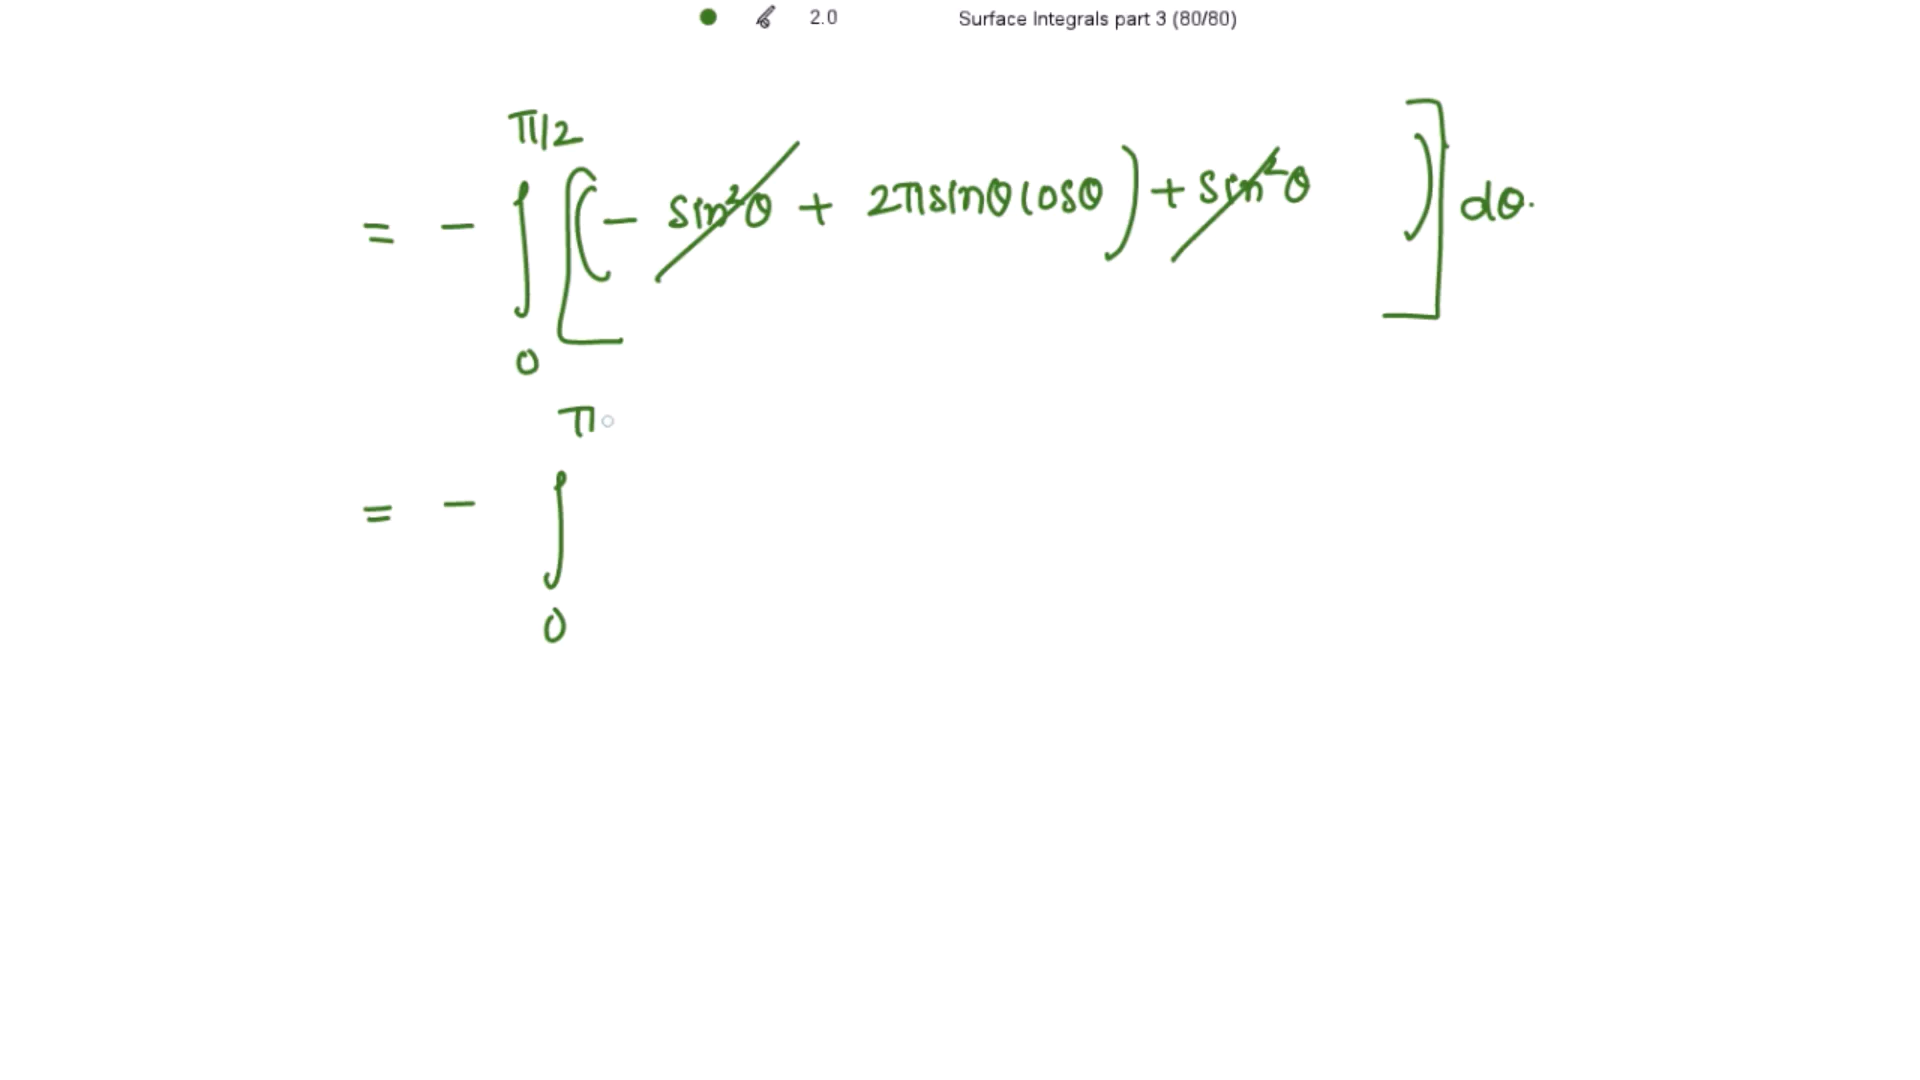 2.0 Surface Integrals part 3 (80/80)
= - ∫₀^{π/2} [(- sin²θ + 2π sinθ cosθ) + sin²θ )] dθ.
= - ∫₀^{π}